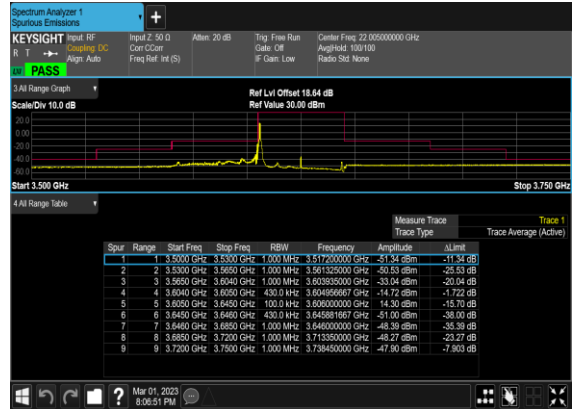 Spectrum Analyzer 1
Spurious Emissions
+
KEYSIGHT Input: RF Input Z: 50 Ω Atten: 20 dB Trig: Free Run Center Freq: 22.005000000 GHz
R T Coupling: DC Corr CCorr Gate: Off Avg|Hold: 100/100
Align: Auto Freq Ref: Int (S) IF Gain: Low Radio Std: None
PASS
3 All Range Graph
Ref Lvl Offset 18.64 dB
Scale/Div 10.0 dB Ref Value 30.00 dBm
20.0
0.00
-20.0
-40.0
-60.0
Start 3.500 GHz Stop 3.750 GHz
4 All Range Table
Measure Trace Trace 1
Trace Type Trace Average (Active)
Spur Range Start Freq Stop Freq RBW Frequency Amplitude ΔLimit
1 1 3.5000 GHz 3.5300 GHz 1.000 MHz 3.517200000 GHz -51.34 dBm -11.34 dB
2 2 3.5300 GHz 3.5650 GHz 1.000 MHz 3.561325000 GHz -50.53 dBm -25.53 dB
3 3 3.5650 GHz 3.6040 GHz 1.000 MHz 3.603935000 GHz -33.04 dBm -20.04 dB
4 4 3.6040 GHz 3.6050 GHz 430.0 kHz 3.604956667 GHz -14.72 dBm -1.722 dB
5 5 3.6050 GHz 3.6450 GHz 100.0 kHz 3.606000000 GHz 14.30 dBm -15.70 dB
6 6 3.6450 GHz 3.6460 GHz 430.0 kHz 3.645881667 GHz -51.00 dBm -38.00 dB
7 7 3.6460 GHz 3.6850 GHz 1.000 MHz 3.646000000 GHz -48.39 dBm -35.39 dB
8 8 3.6850 GHz 3.7200 GHz 1.000 MHz 3.713350000 GHz -48.27 dBm -23.27 dB
9 9 3.7200 GHz 3.7500 GHz 1.000 MHz 3.738450000 GHz -47.90 dBm -7.903 dB
? Mar 01, 2023
8:06:51 PM